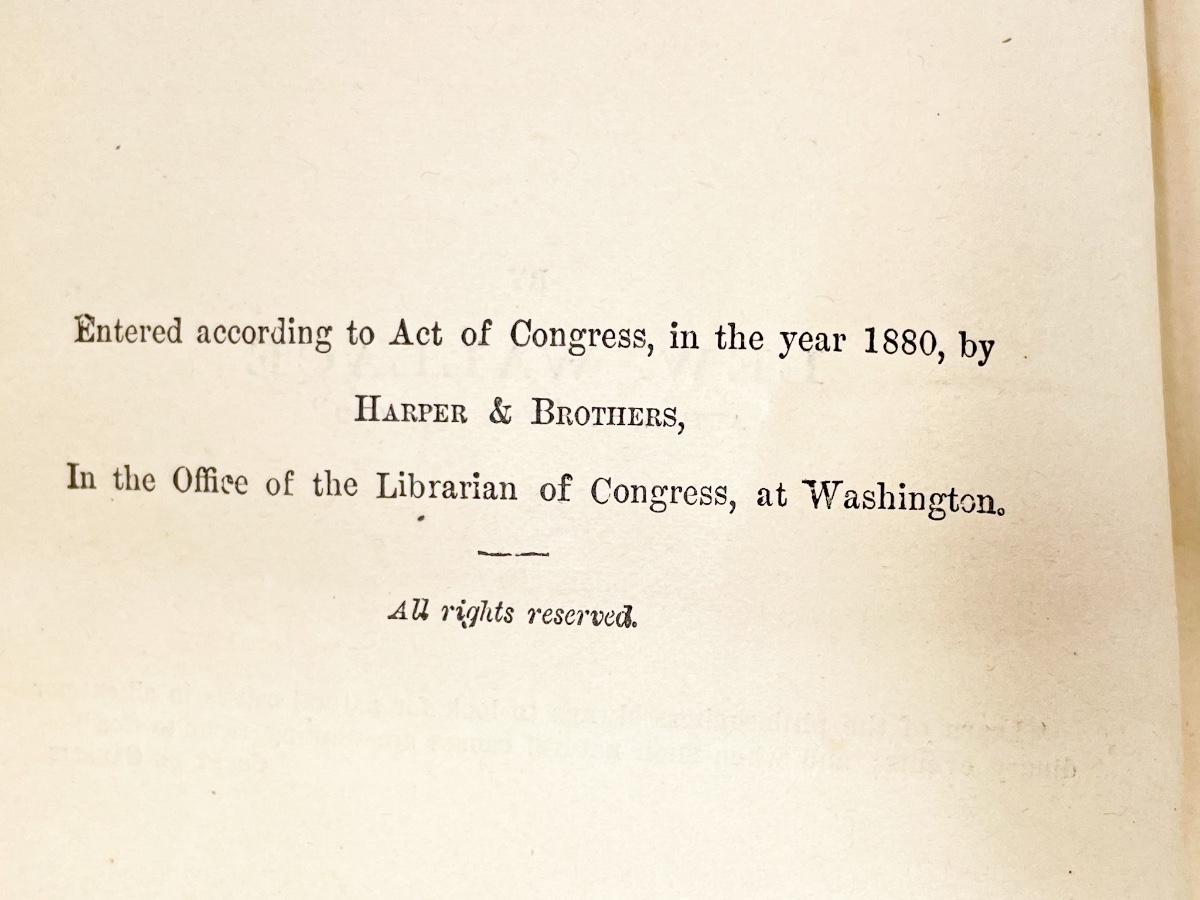 Entered according to Act of Congress, in the year 1880, by
HARPER & BROTHERS,
In the Office of the Librarian of Congress, at Washington.
All rights reserved.